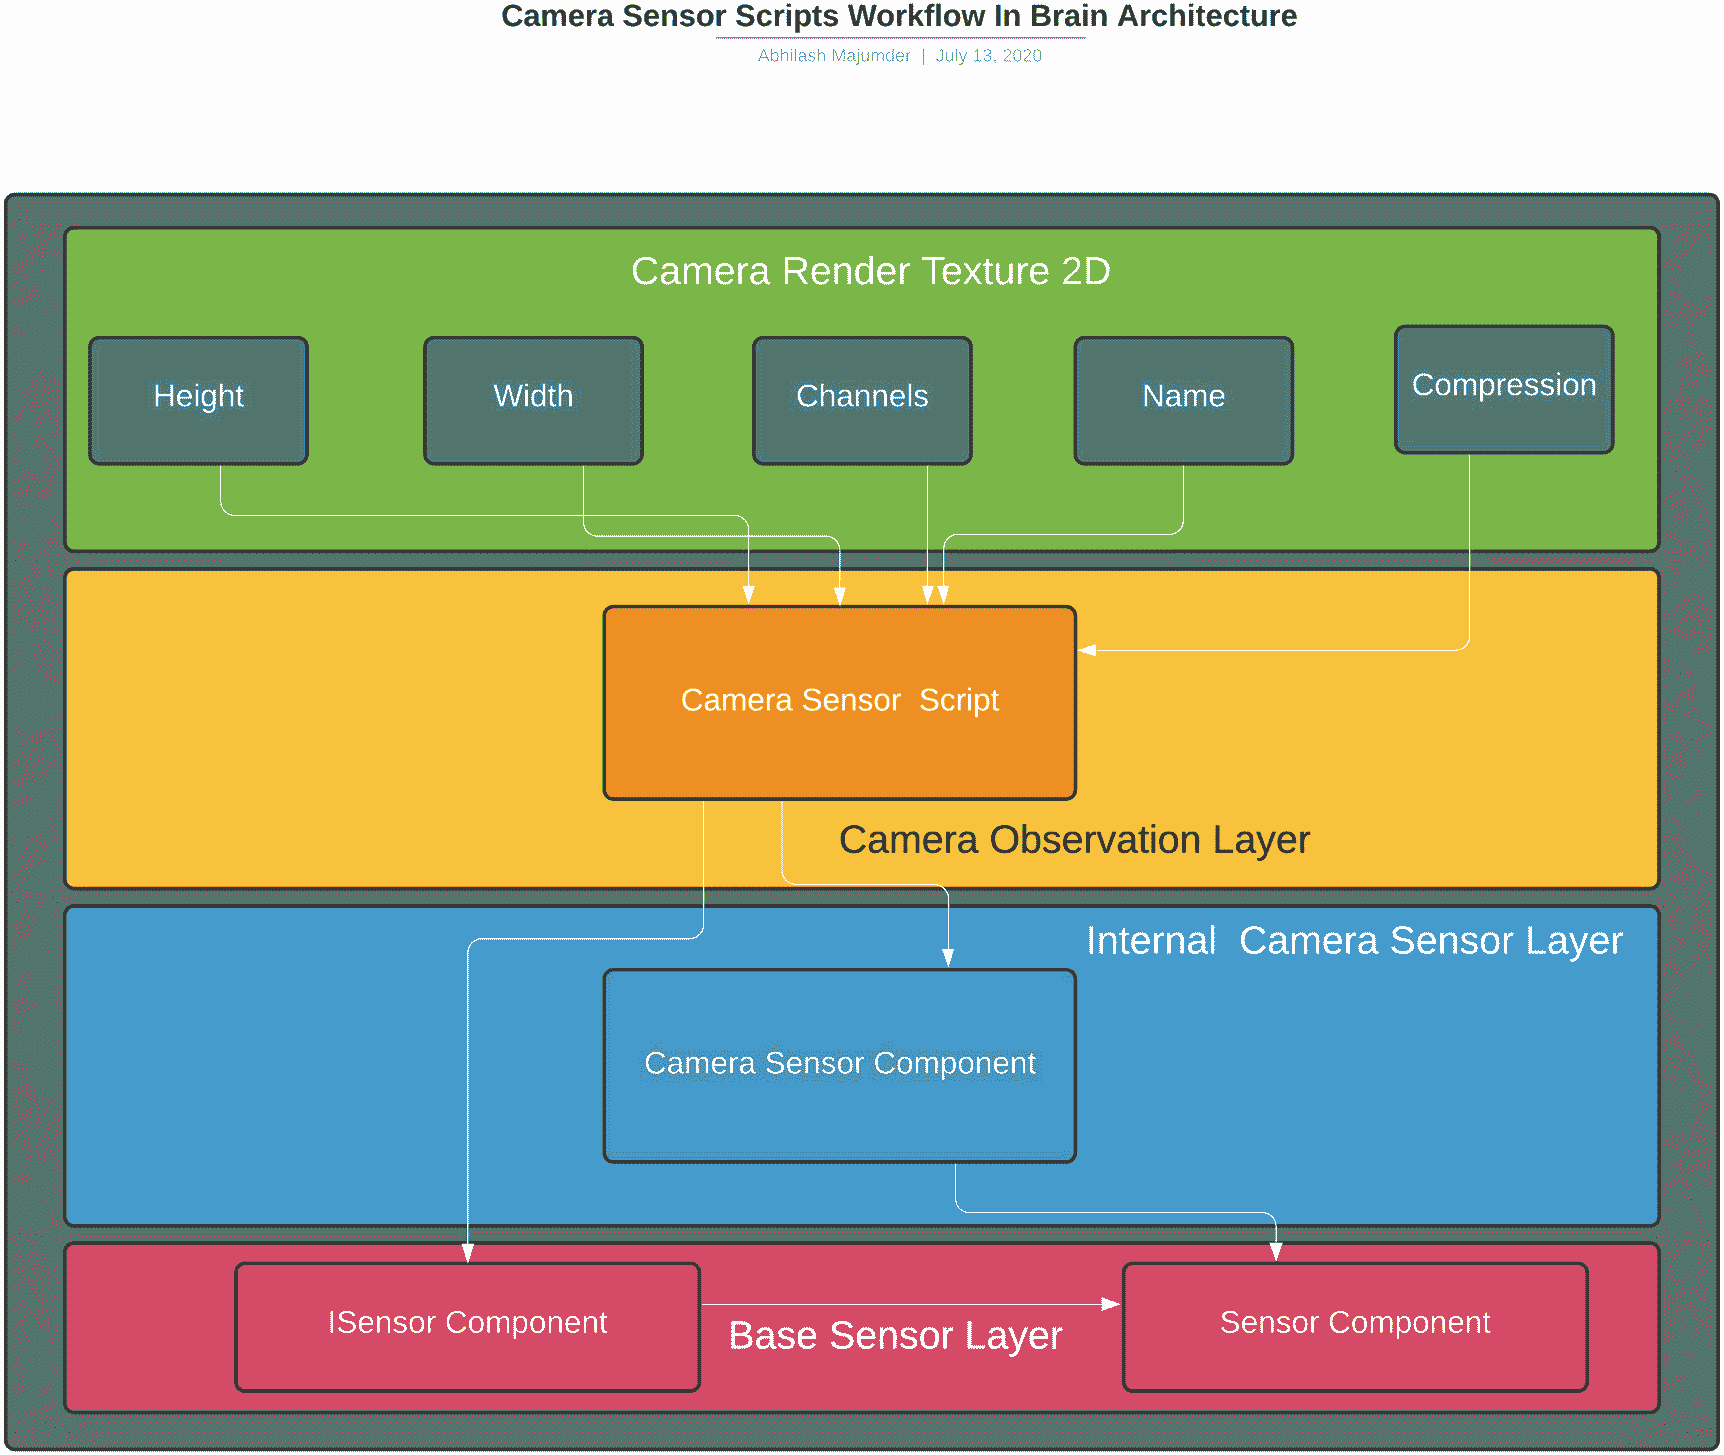 Camera Sensor Scripts Workflow In Brain Architecture
Abhilash Majumder | July 13, 2020
Camera Render Texture 2D
Height
Width
Channels
Name
Compression
Camera Sensor Script
Camera Observation Layer
Internal Camera Sensor Layer
Camera Sensor Component
ISensor Component
Base Sensor Layer
Sensor Component